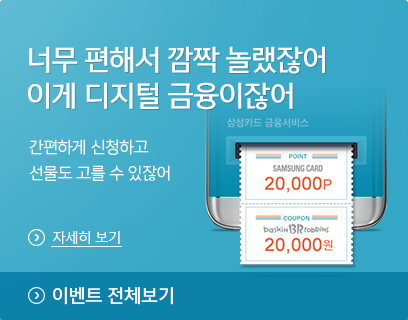 너무 편해서 깜짝 놀랬잖어
이게 디지털 금융이잖어
간편하게 신청하고
선물도 고를 수 있잖어
자세히 보기
삼성카드 금융서비스
POINT
SAMSUNG CARD
20,000P
COUPON
baskin BR robbins
20,000원
이벤트 전체보기